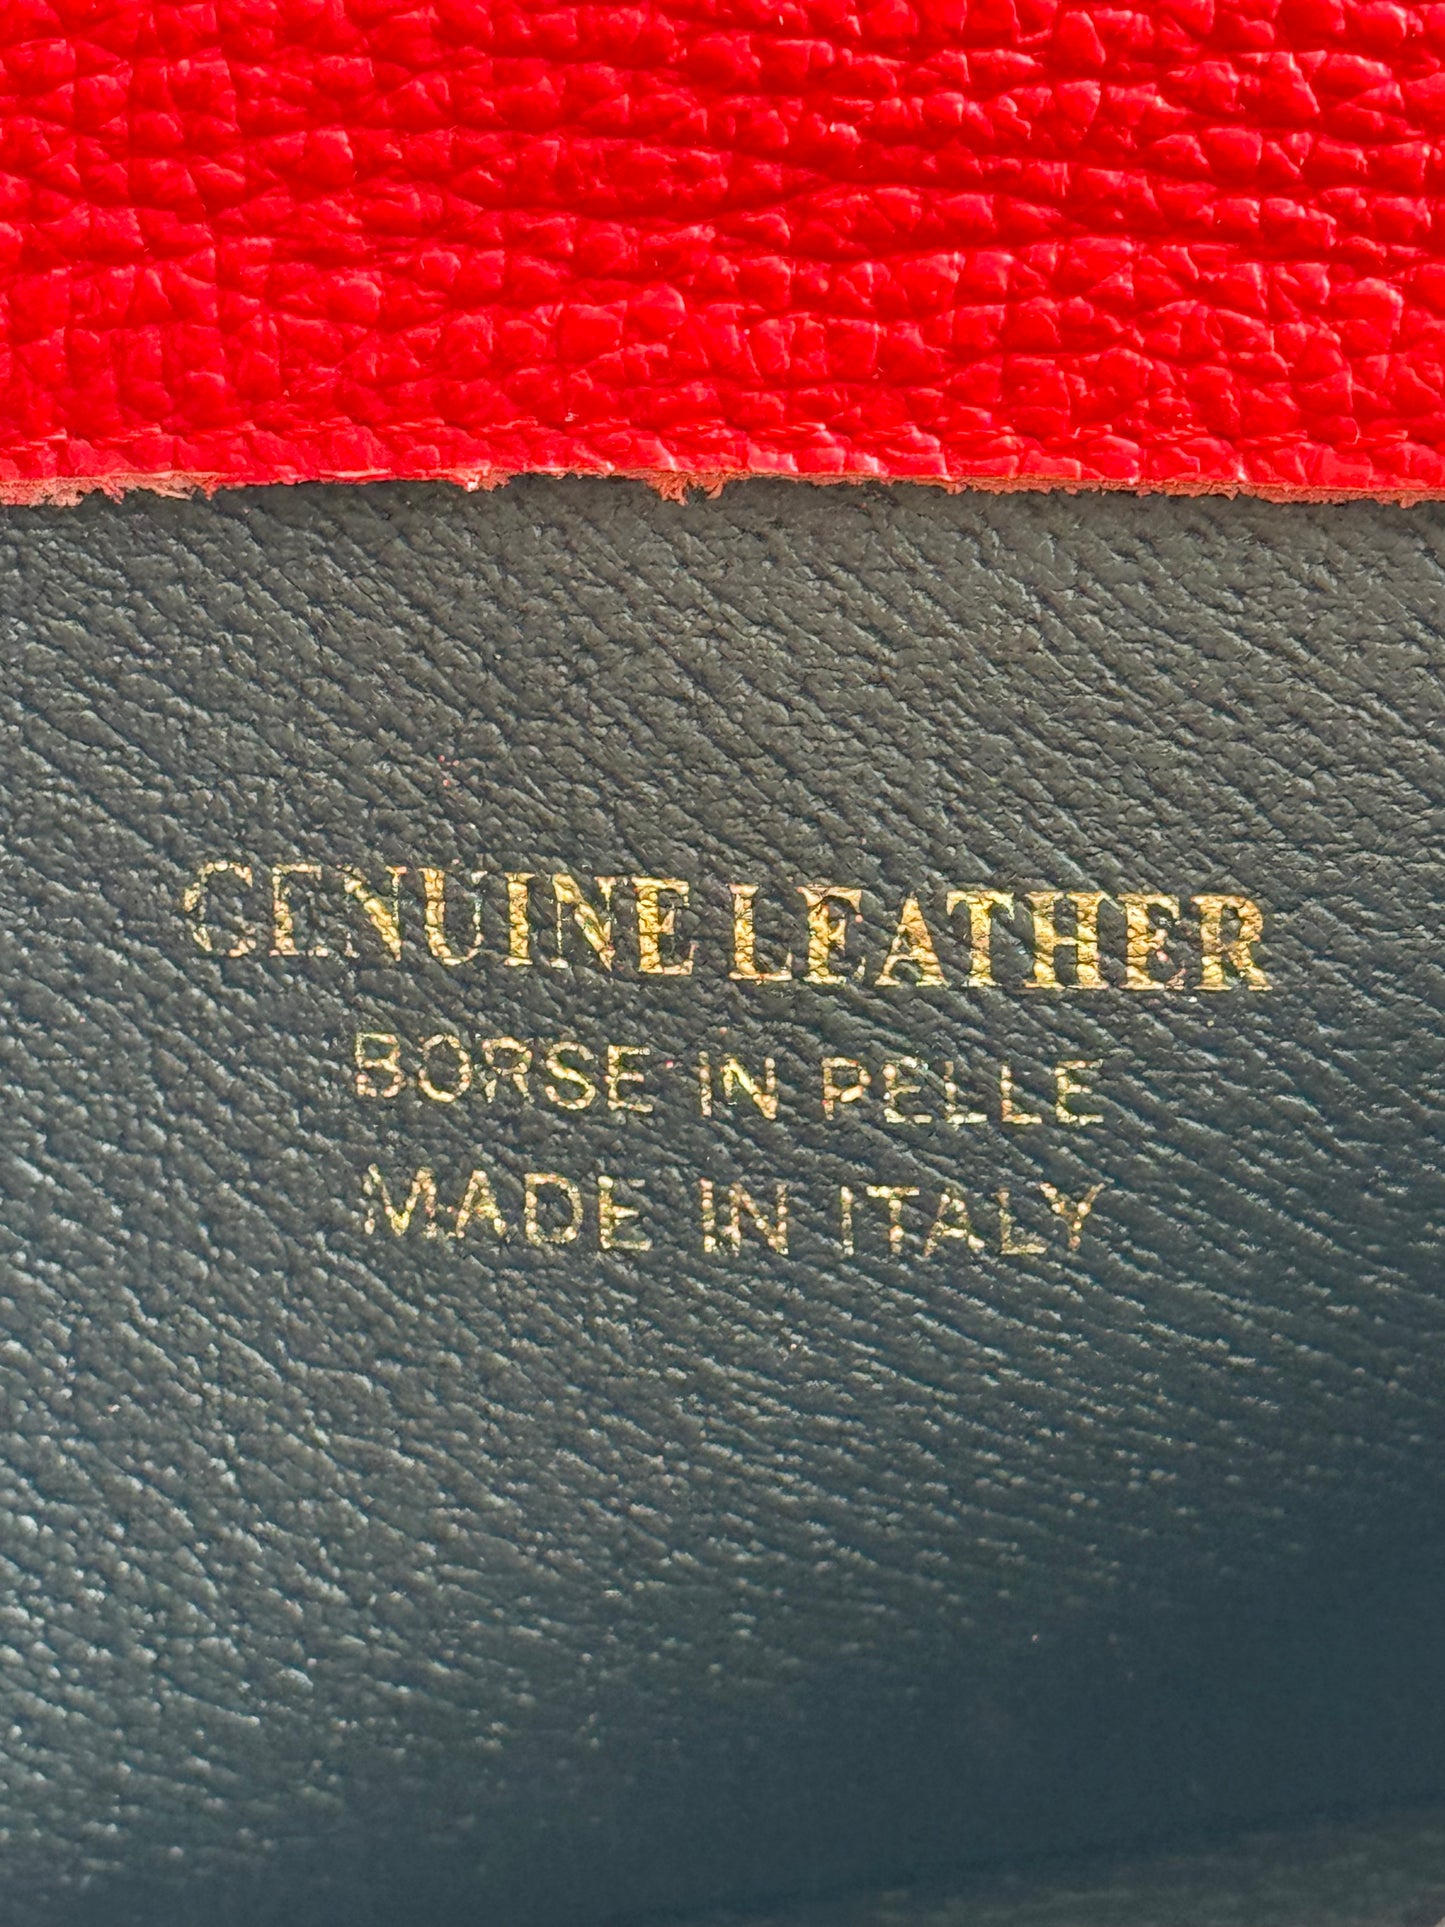 GENUINE LEATHER
BORSE IN PELLE
MADE IN ITALY